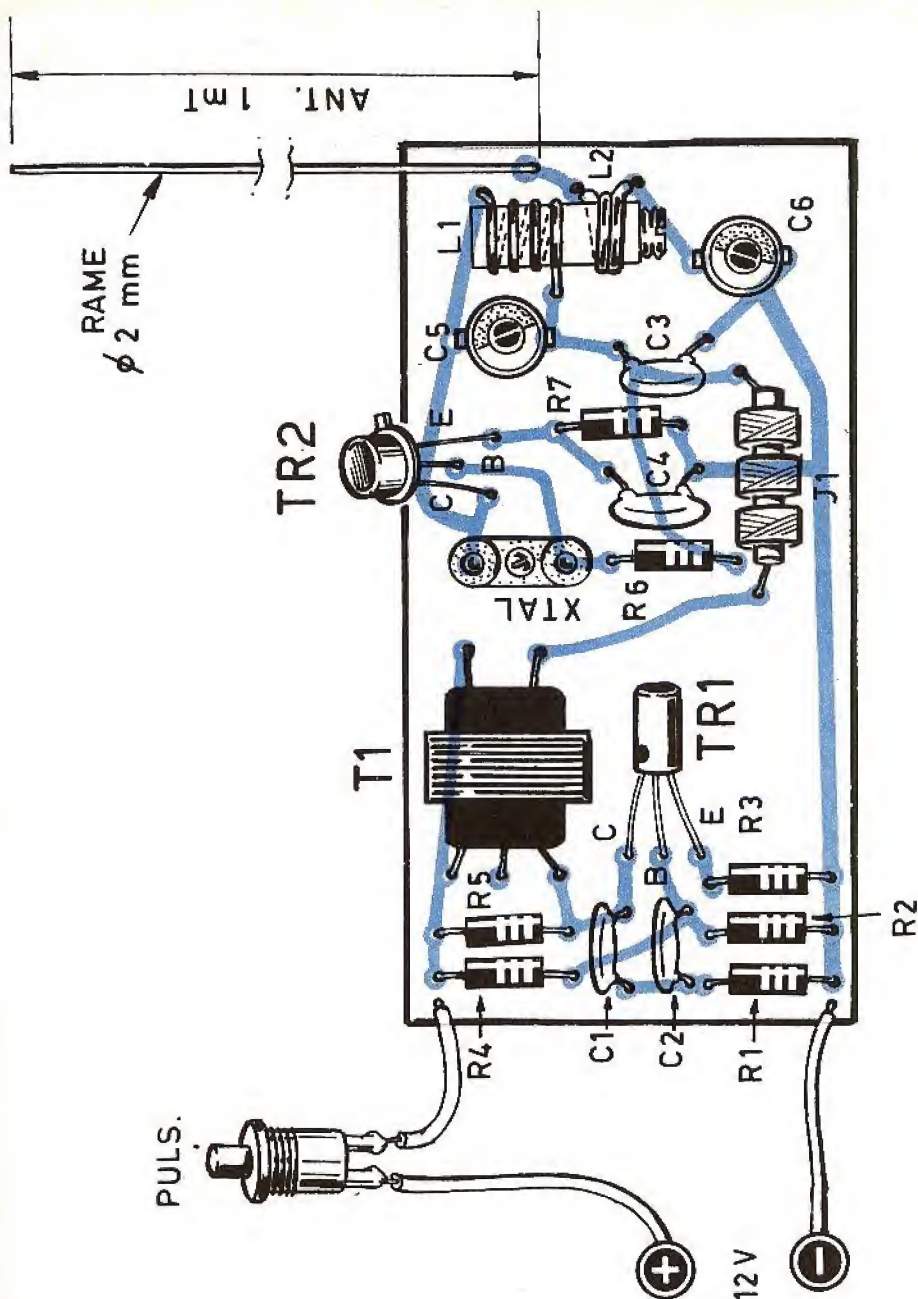 ANT. 1 mT
RAME
ϕ 2 mm
L1
L2
C5
C6
C3
TR2
E
B
C
R7
C4
XTAL
R6
J1
T1
TR1
C
B
E
R5
R3
R4
C1
C2
R1
R2
PULS.
+
12 V
−